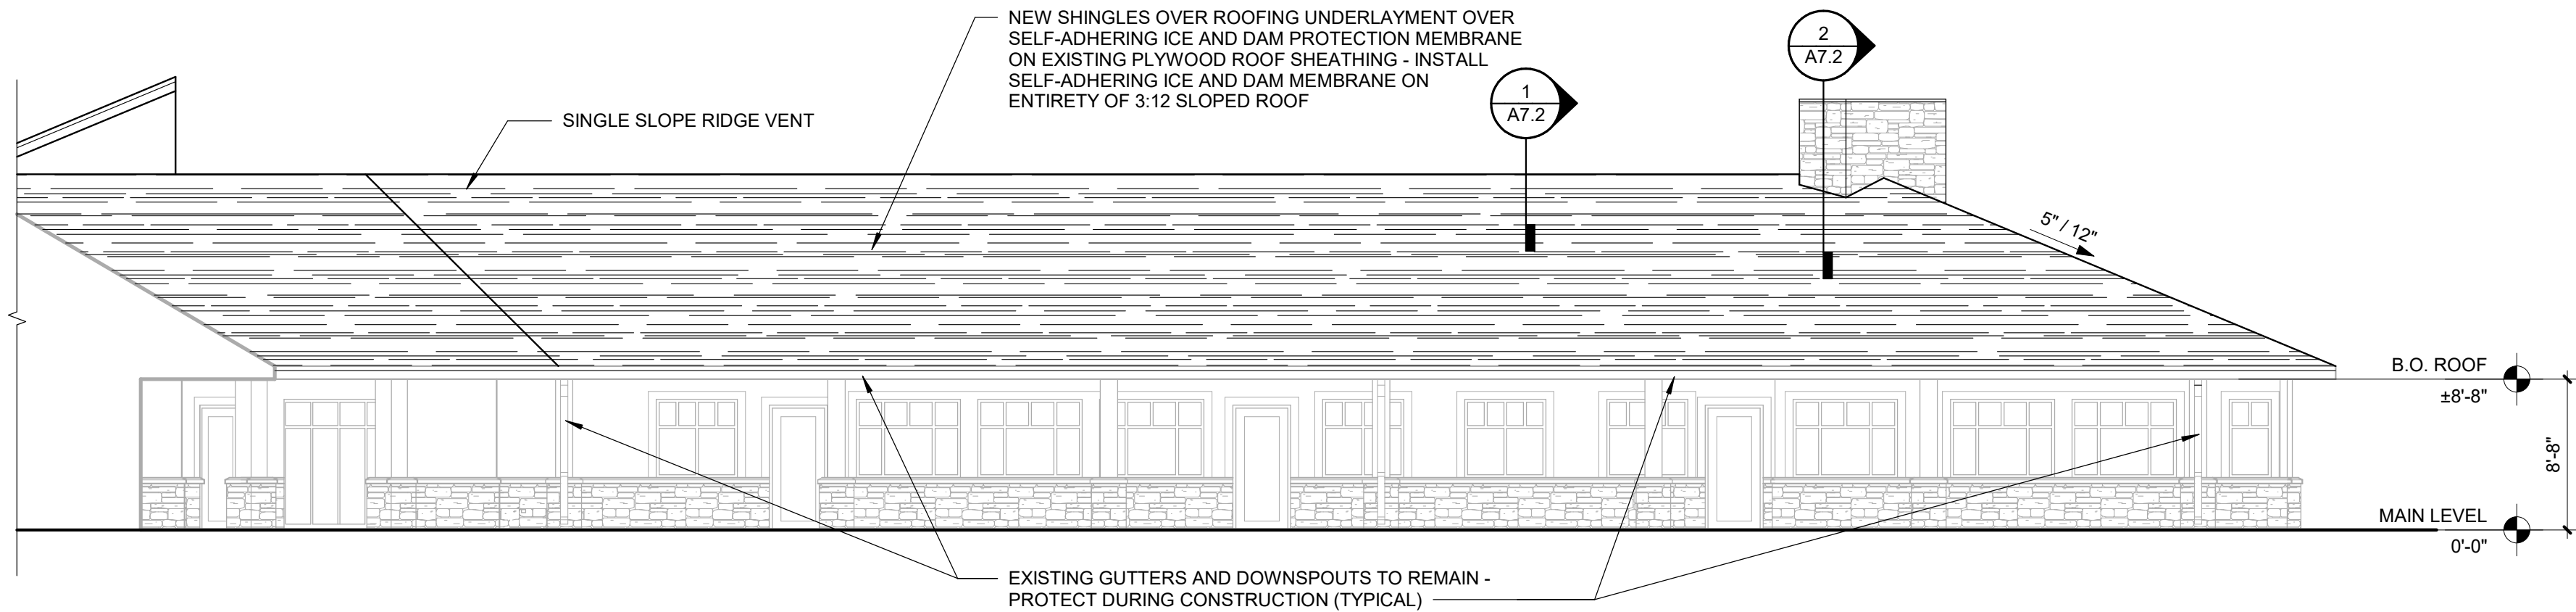 NEW SHINGLES OVER ROOFING UNDERLAYMENT OVER
SELF-ADHERING ICE AND DAM PROTECTION MEMBRANE
ON EXISTING PLYWOOD ROOF SHEATHING - INSTALL
SELF-ADHERING ICE AND DAM MEMBRANE ON
ENTIRETY OF 3:12 SLOPED ROOF
SINGLE SLOPE RIDGE VENT
1
A7.2
2
A7.2
5" / 12"
B.O. ROOF
±8'-8"
8'-8"
MAIN LEVEL
0'-0"
EXISTING GUTTERS AND DOWNSPOUTS TO REMAIN -
PROTECT DURING CONSTRUCTION (TYPICAL)